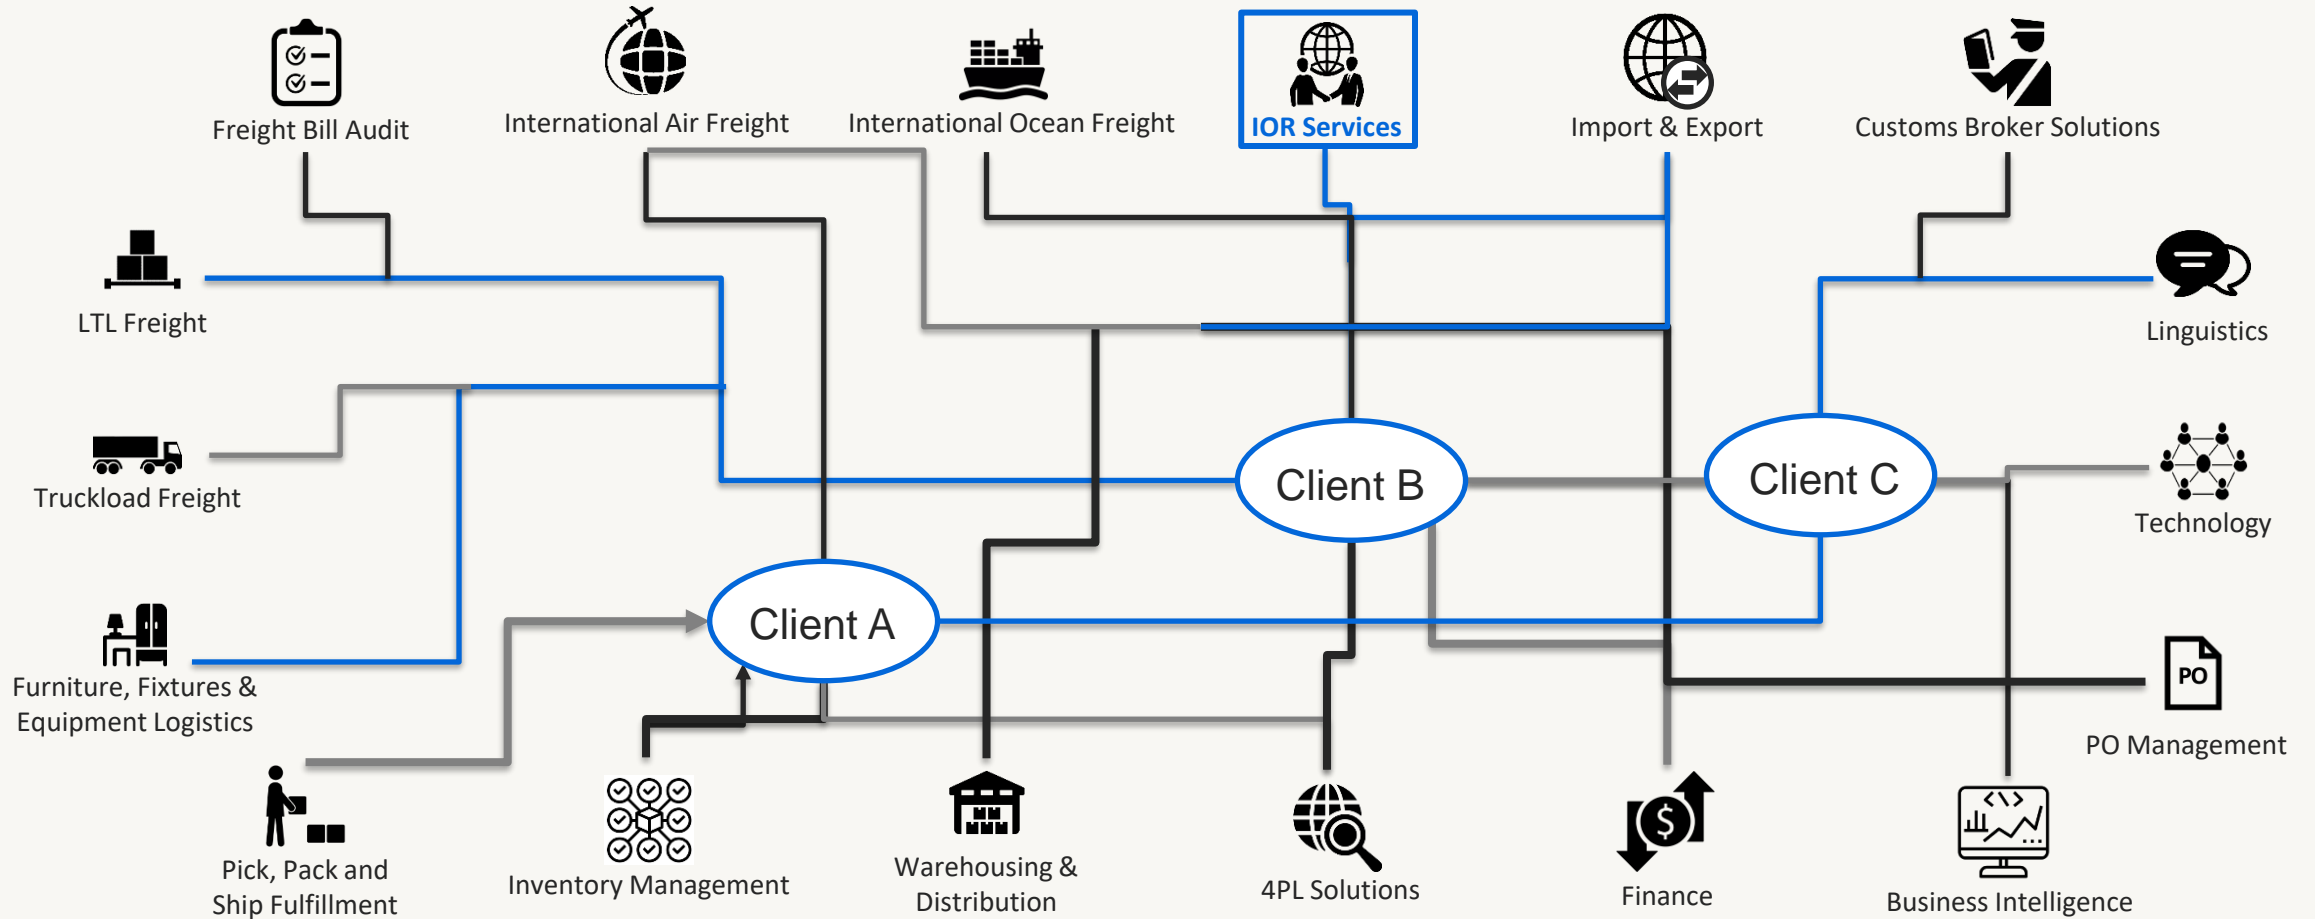 Freight Bill Audit
International Air Freight
International Ocean Freight
IOR Services
Import & Export
Customs Broker Solutions
LTL Freight
Linguistics
Truckload Freight
Client B
Client C
Technology
Client A
Furniture, Fixtures &
Equipment Logistics
PO
PO Management
Pick, Pack and
Ship Fulfillment
Inventory Management
Warehousing &
Distribution
4PL Solutions
$
Finance
Business Intelligence